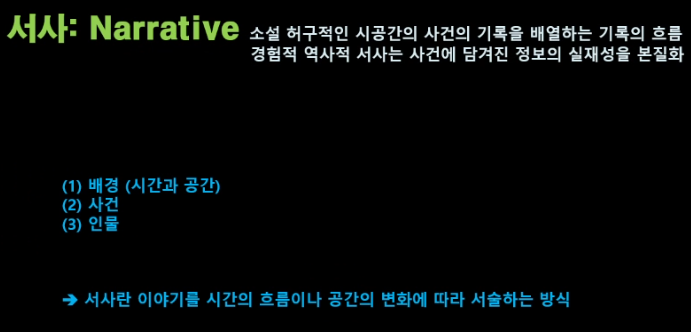 서사: Narrative 소설 허구적인 시공간의 사건의 기록을 배열하는 기록의 흐름
경험적 역사적 서사는 사건에 담겨진 정보의 실재성을 본질화
(1) 배경 (시간과 공간)
(2) 사건
(3) 인물
➔ 서사란 이야기를 시간의 흐름이나 공간의 변화에 따라 서술하는 방식